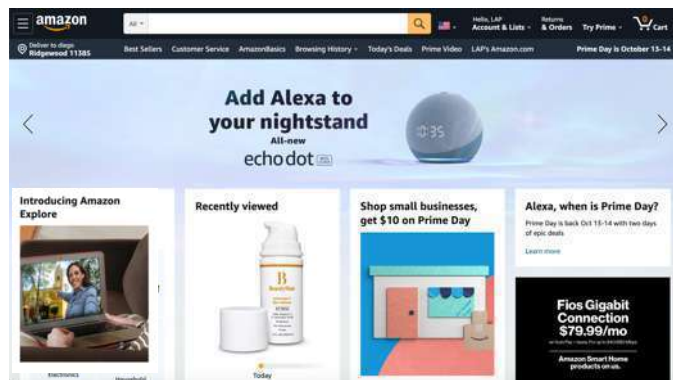 amazon
All
Hello, LAP
Account & Lists
Returns
& Orders
Try Prime
Cart
Deliver to diego
Ridgewood 11385
Best Sellers Customer Service AmazonBasics Browsing History Today's Deals Prime Video LAP's Amazon.com
Prime Day is October 13-14
Add Alexa to
your nightstand
All-new
echo dot
10:35
Introducing Amazon
Explore
Recently viewed
Today
Shop small businesses,
get $10 on Prime Day
Alexa, when is Prime Day?
Prime Day is back Oct 13-14 with two days
of epic deals
Learn more
Fios Gigabit
Connection
$79.99/mo
Amazon Smart Home
products on us.
Electronics
Household